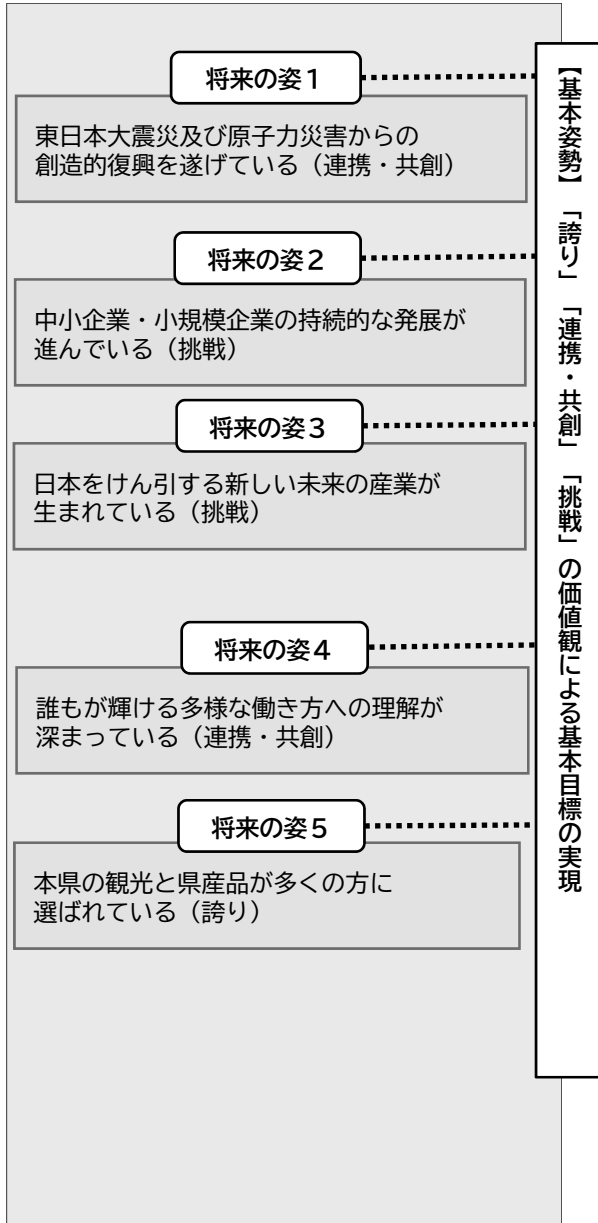 将来の姿１
東日本大震災及び原子力災害からの
創造的復興を遂げている（連携・共創）
将来の姿２
中小企業・小規模企業の持続的な発展が
進んでいる（挑戦）
将来の姿３
日本をけん引する新しい未来の産業が
生まれている（挑戦）
将来の姿４
誰もが輝ける多様な働き方への理解が
深まっている（連携・共創）
将来の姿５
本県の観光と県産品が多くの方に
選ばれている（誇り）
【基本姿勢】　「誇り」　「連携・共創」　「挑戦」の価値観による基本目標の実現